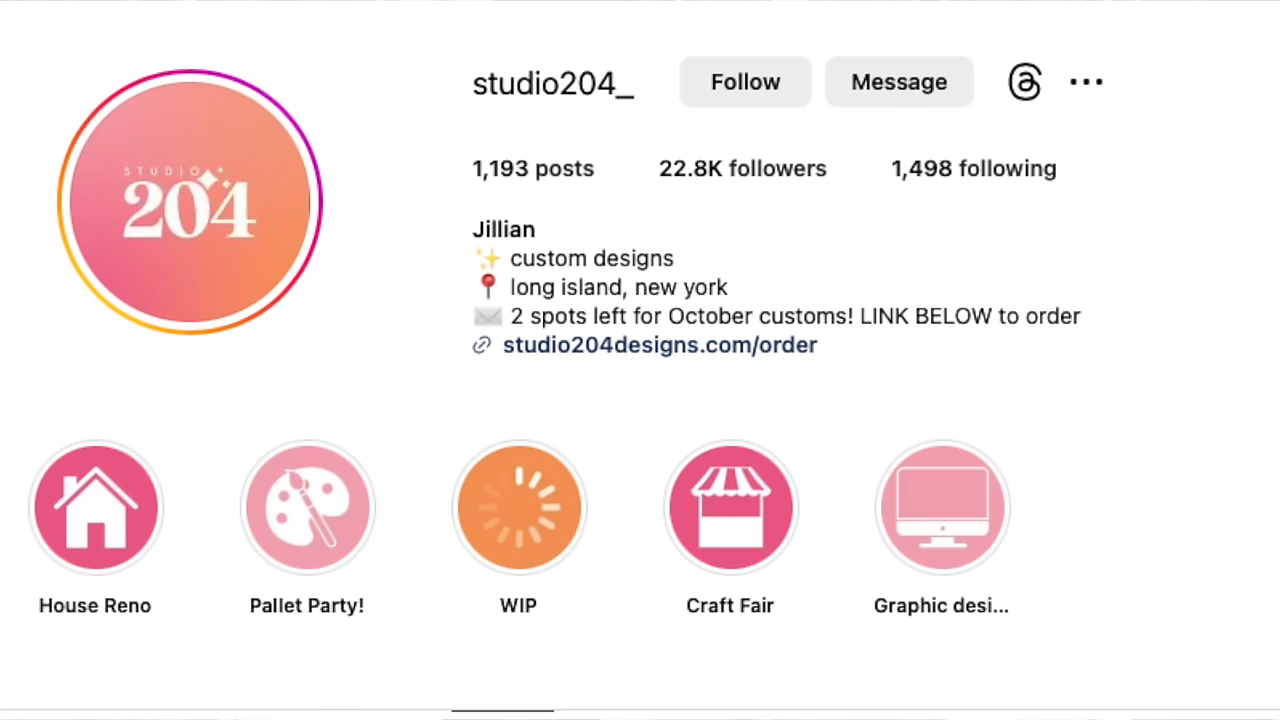 STUDIO
204
studio204_
Follow
Message
1,193 posts
22.8K followers
1,498 following
Jillian
✨ custom designs
📍 long island, new york
✉️ 2 spots left for October customs! LINK BELOW to order
studio204designs.com/order
House Reno
Pallet Party!
WIP
Craft Fair
Graphic desi...